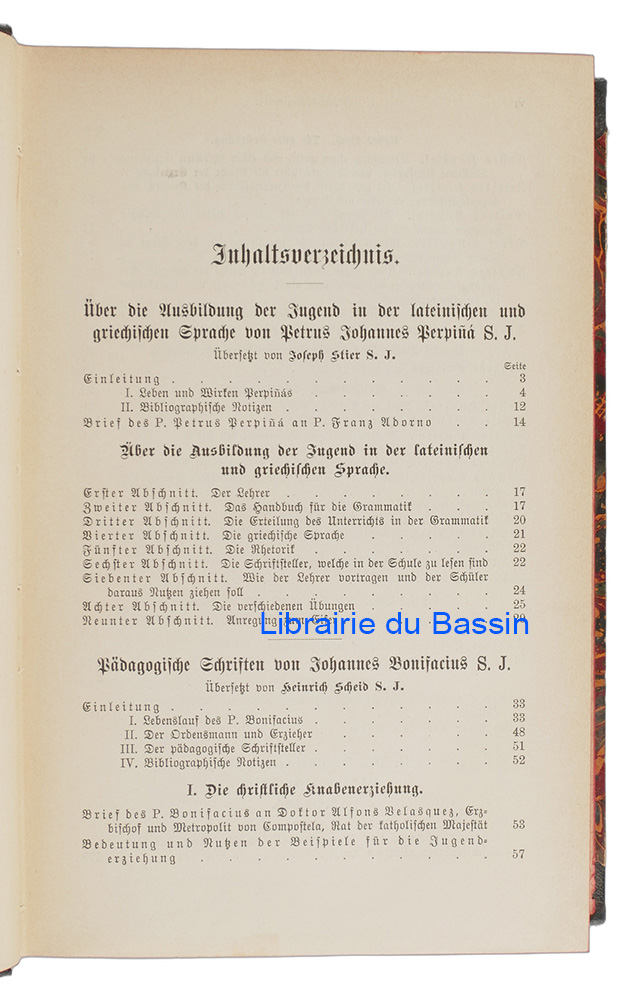 Inhaltsverzeichnis.
Über die Ausbildung der Jugend in der lateinischen und
griechischen Sprache von Petrus Johannes Perpiñá S. J.
Übersetzt von Joseph Stier S. J.
Seite
Einleitung . . . . . . . . . . . . 3
I. Leben und Wirken Perpiñás . . . . . . 4
II. Bibliographische Notizen . . . . . . . 12
Brief des P. Petrus Perpiñá an P. Franz Adorno . . 14
Über die Ausbildung der Jugend in der lateinischen
und griechischen Sprache.
Erster Abschnitt. Der Lehrer . . . . . . . 17
Zweiter Abschnitt. Das Handbuch für die Grammatik . . . 17
Dritter Abschnitt. Die Erteilung des Unterrichts in der Grammatik 20
Vierter Abschnitt. Die griechische Sprache . . . . . 21
Fünfter Abschnitt. Die Rhetorik . . . . . . . 22
Sechster Abschnitt. Die Schriftsteller, welche in der Schule zu lesen sind 22
Siebenter Abschnitt. Wie der Lehrer vortragen und der Schüler
daraus Nutzen ziehen soll . . . . . . . . 24
Achter Abschnitt. Die verschiedenen Übungen . . . . . 25
Neunter Abschnitt. Anregung zum Eifer . . . . 29
Librairie du Bassin
Pädagogische Schriften von Johannes Bonifacius S. J.
Übersetzt von Heinrich Scheid S. J.
Einleitung . . . . . . . . . . . . 33
I. Lebenslauf des P. Bonifacius . . . . . . 33
II. Der Ordensmann und Erzieher . . . . . 48
III. Der pädagogische Schriftsteller . . . . . . 51
IV. Bibliographische Notizen . . . . . . . 52
I. Die christliche Knabenerziehung.
Brief des P. Bonifacius an Doktor Alfons Velasquez, Erz-
bischof und Metropolit von Compostela, Rat der katholischen Majestät 53
Bedeutung und Nutzen der Beispiele für die Jugend-
erziehung . . . . . . . . . . . 57